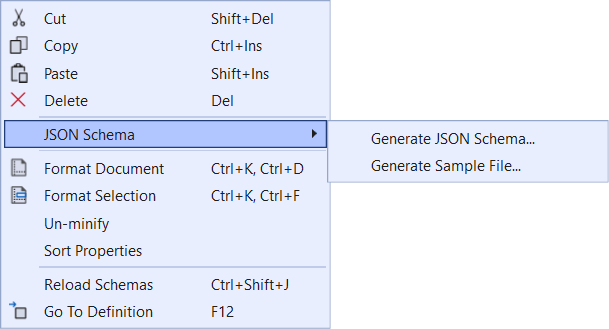 Cut Shift+Del
Copy Ctrl+Ins
Paste Shift+Ins
Delete Del
JSON Schema
Generate JSON Schema...
Generate Sample File...
Format Document Ctrl+K, Ctrl+D
Format Selection Ctrl+K, Ctrl+F
Un-minify
Sort Properties
Reload Schemas Ctrl+Shift+J
Go To Definition F12